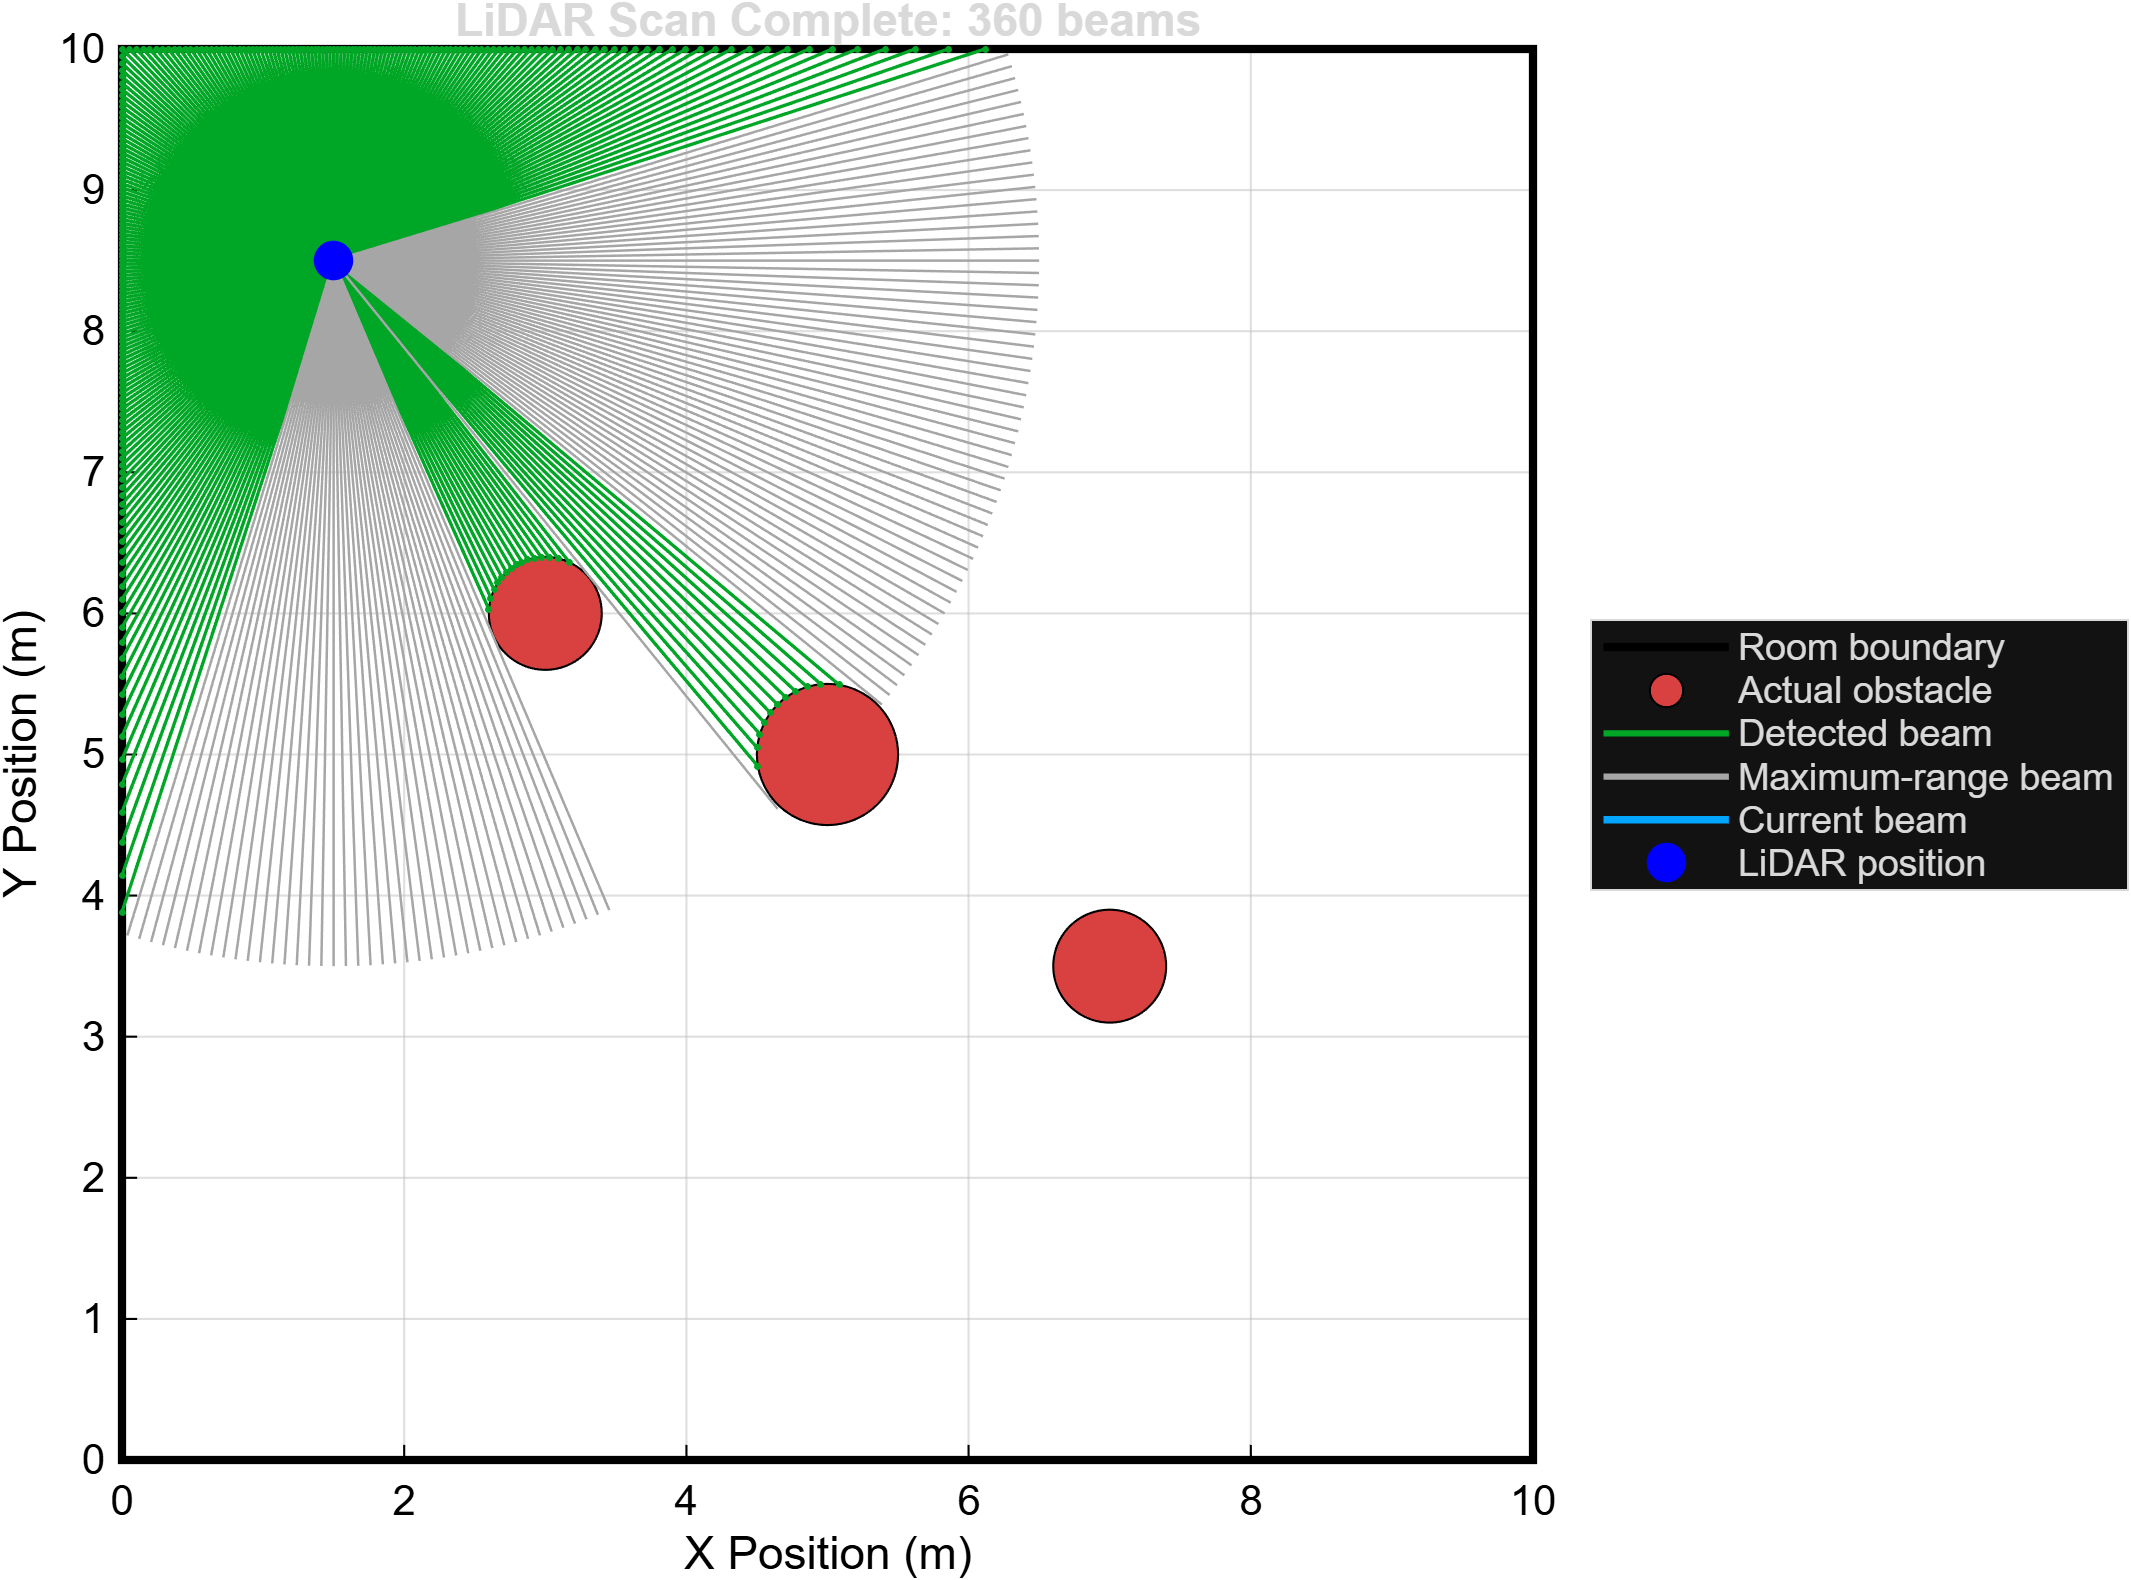 LiDAR Scan Complete: 360 beams
10
9
8
7
6
5
4
3
2
1
0
Y Position (m)
0 2 4 6 8 10
X Position (m)
Room boundary
Actual obstacle
Detected beam
Maximum-range beam
Current beam
LiDAR position